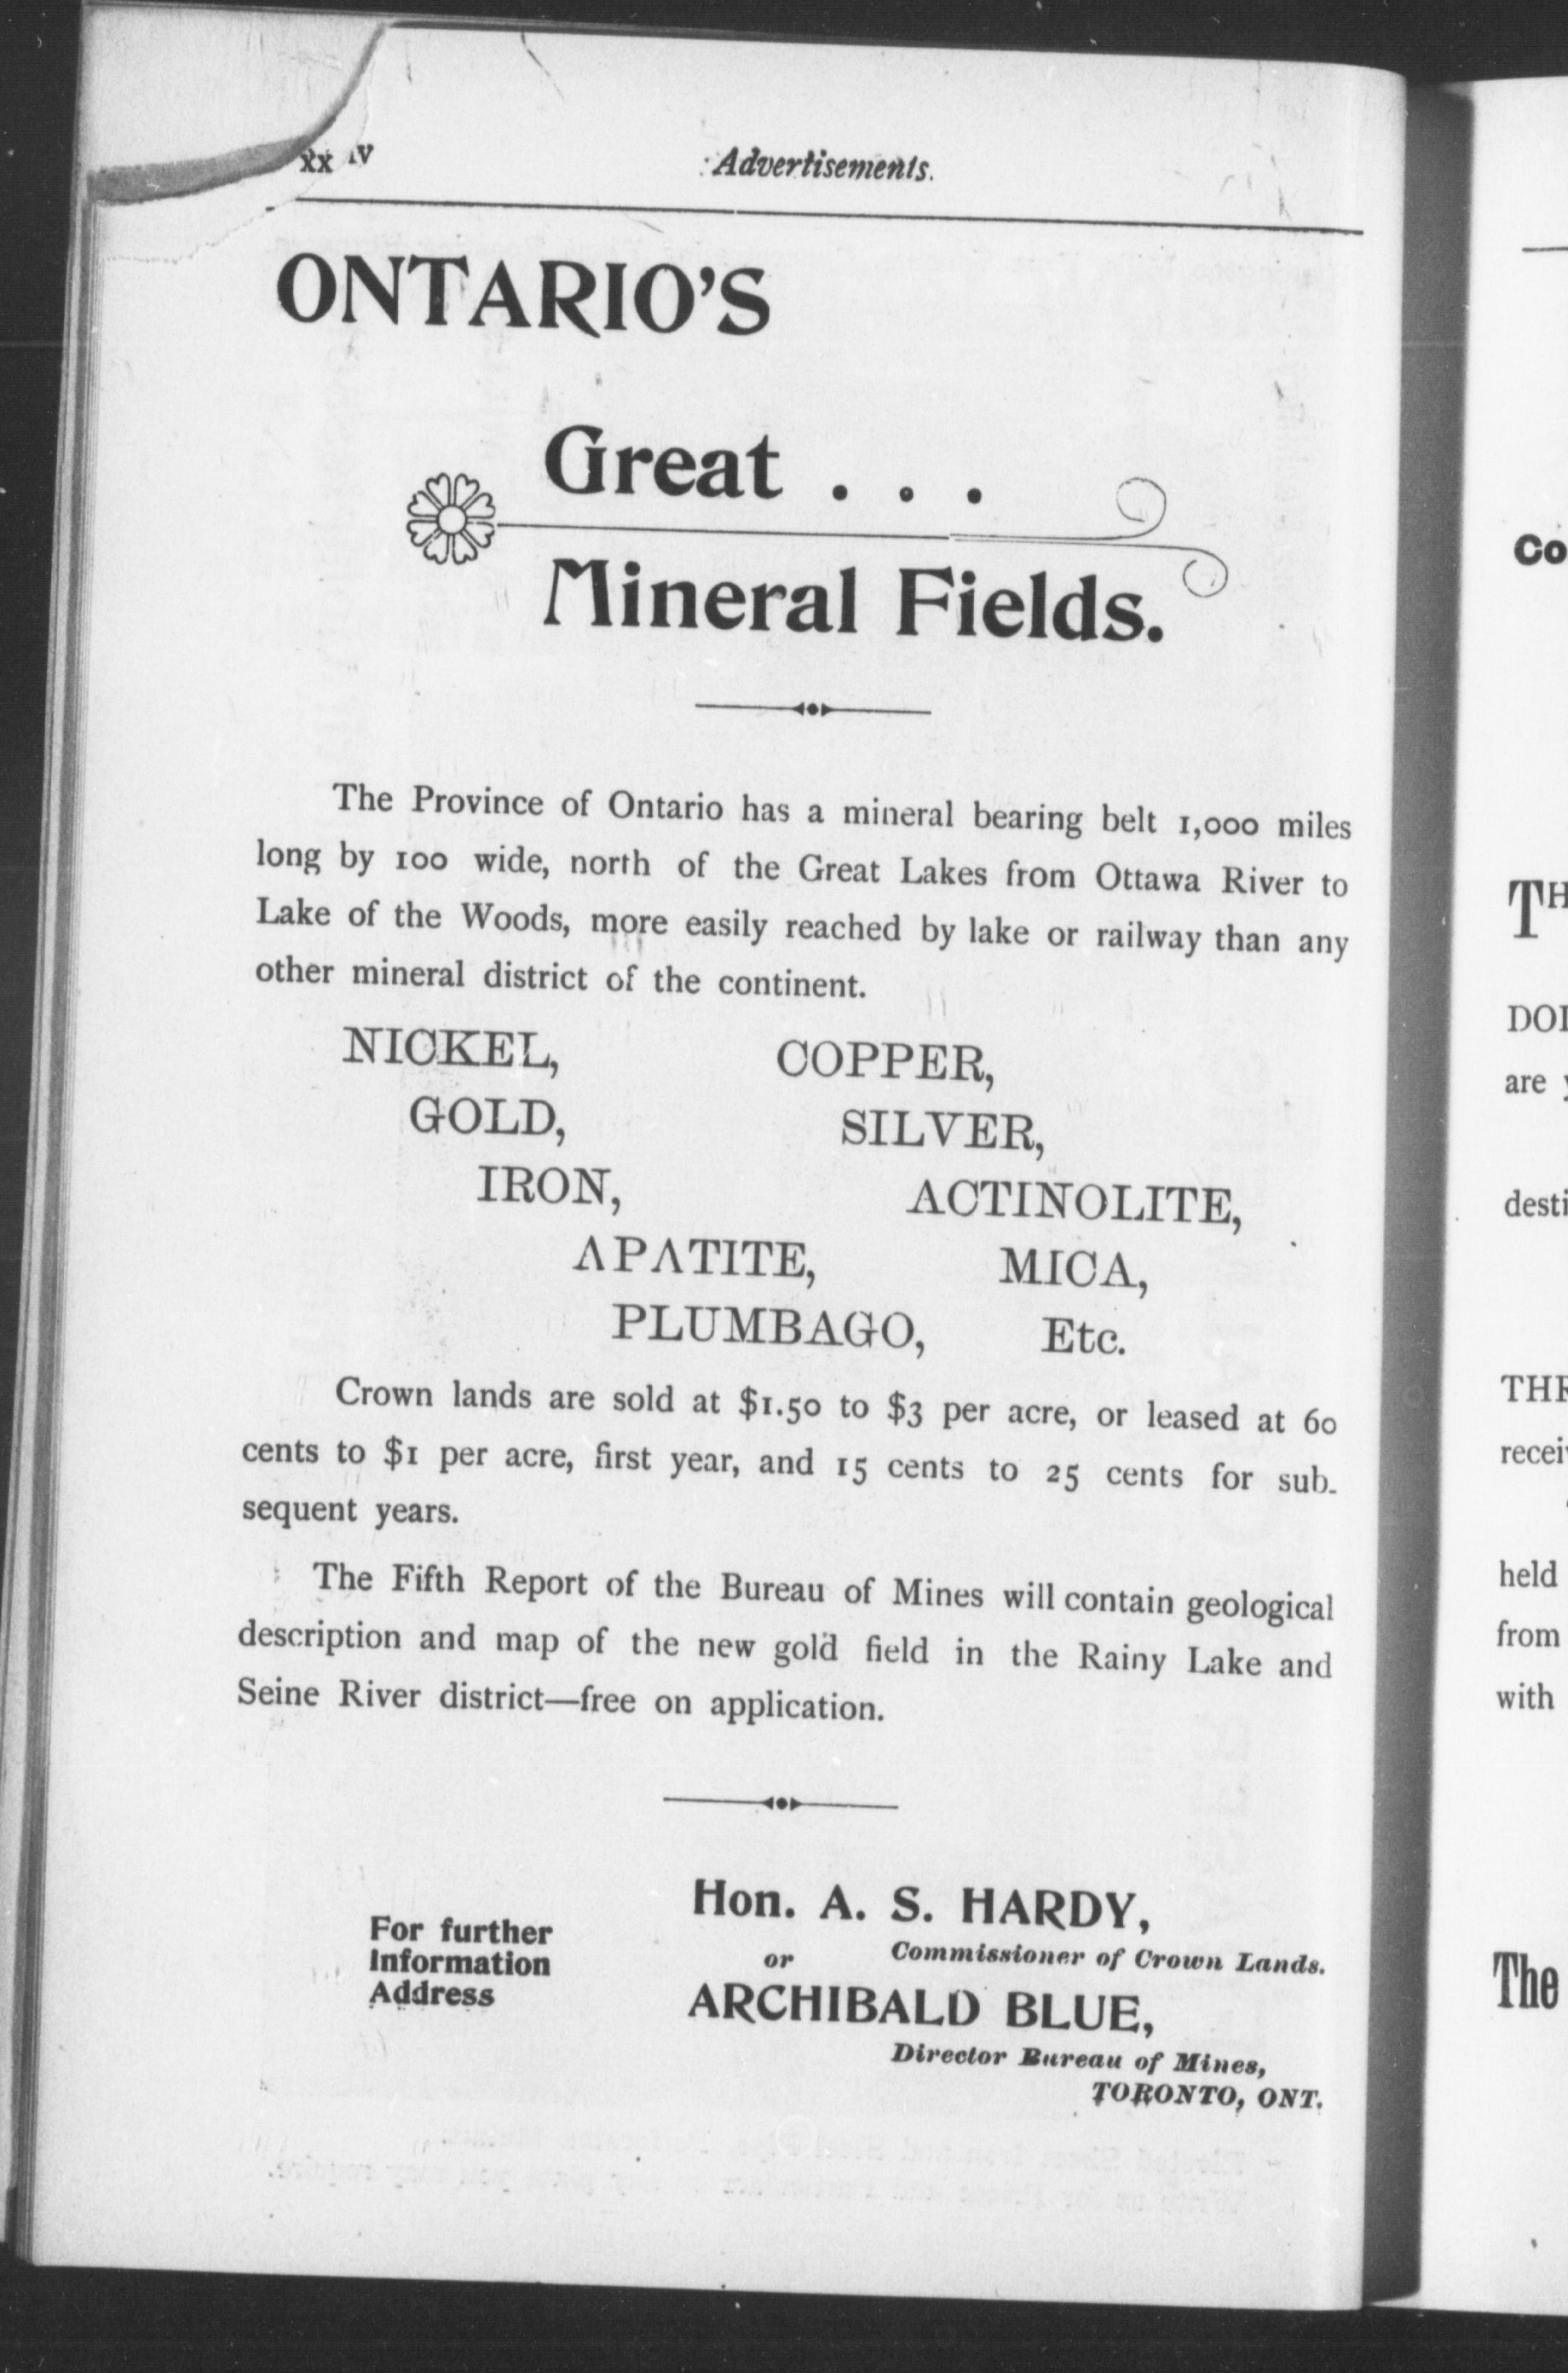 Advertisements.
ONTARIO'S
Great . . .
Mineral Fields.
The Province of Ontario has a mineral bearing belt 1,000 miles
long by 100 wide, north of the Great Lakes from Ottawa River to
Lake of the Woods, more easily reached by lake or railway than any
other mineral district of the continent.
NICKEL, COPPER,
GOLD, SILVER,
IRON, ACTINOLITE,
APATITE, MICA,
PLUMBAGO, Etc.
Crown lands are sold at $1.50 to $3 per acre, or leased at 60
cents to $1 per acre, first year, and 15 cents to 25 cents for sub-
sequent years.
The Fifth Report of the Bureau of Mines will contain geological
description and map of the new gold field in the Rainy Lake and
Seine River district—free on application.
For further
Information
Address
Hon. A. S. HARDY,
or Commissioner of Crown Lands.
ARCHIBALD BLUE,
Director Bureau of Mines,
TORONTO, ONT.
are
held
from
with
The